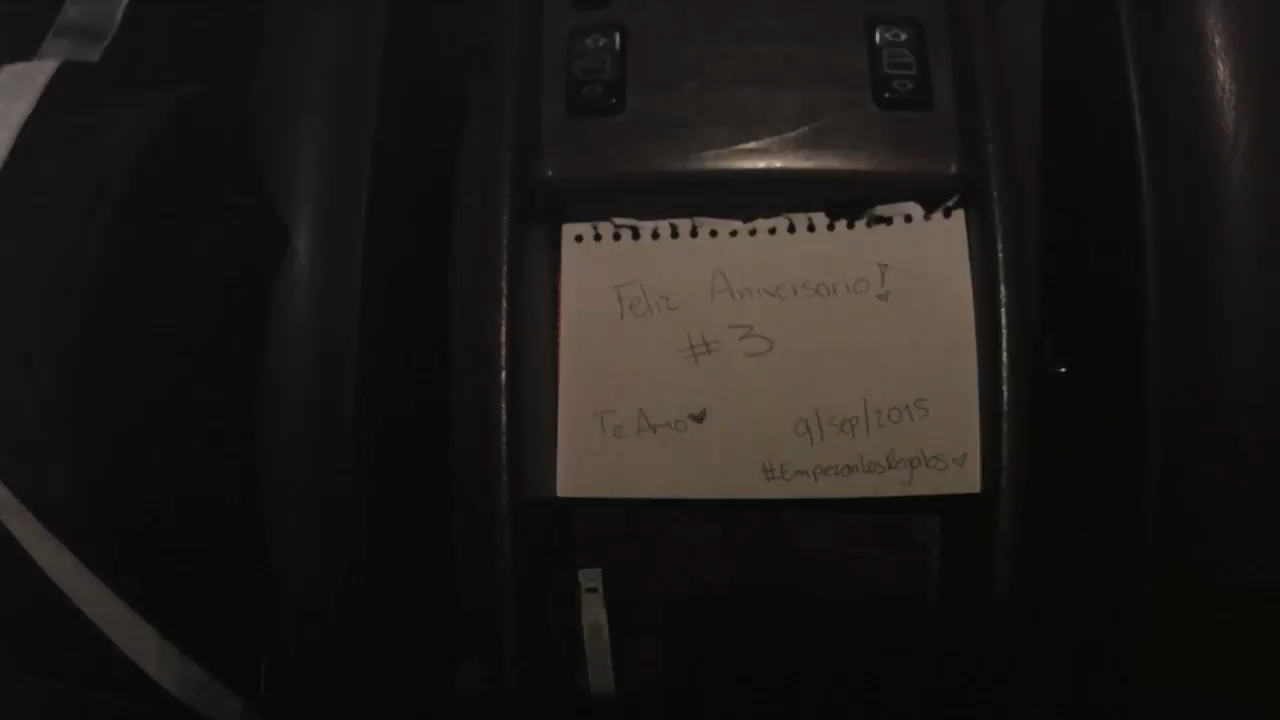 Feliz Aniversario!
#3
Te Amo♥
9/sep/2015
#EmpezanLosRegalos♡